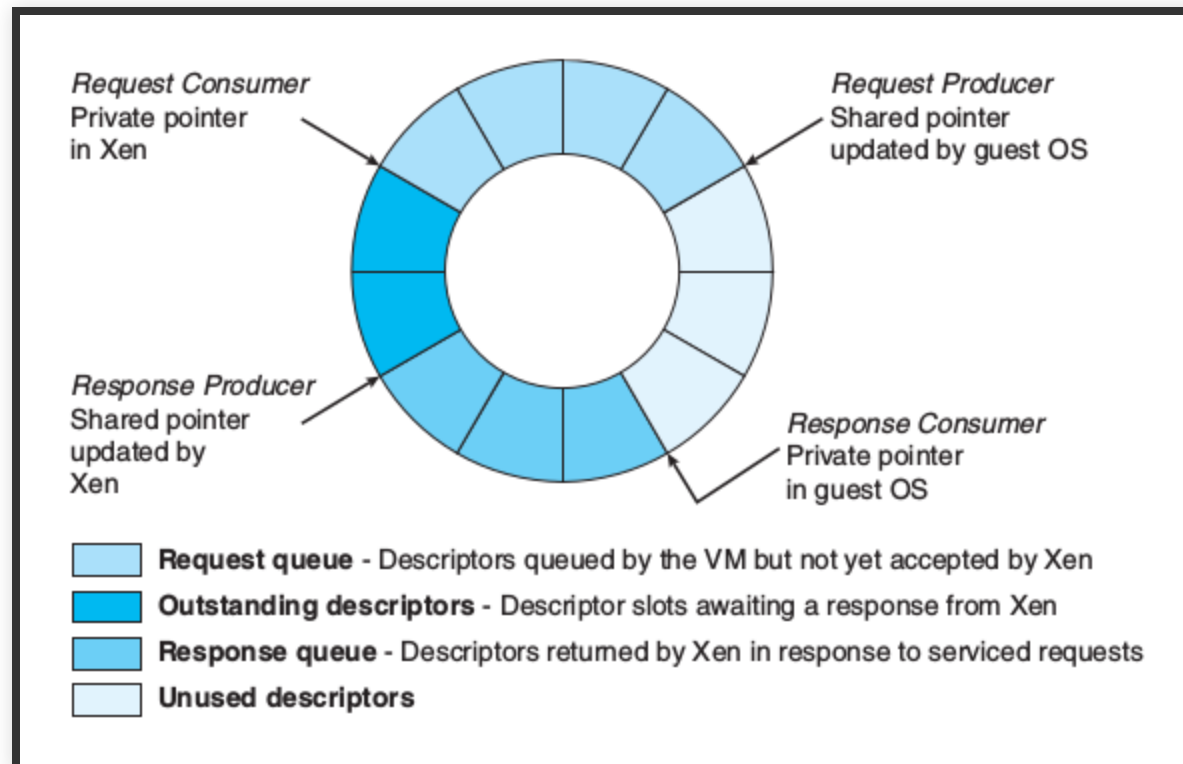 Request Consumer
Private pointer
in Xen
Request Producer
Shared pointer
updated by guest OS
Response Producer
Shared pointer
updated by
Xen
Response Consumer
Private pointer
in guest OS
Request queue - Descriptors queued by the VM but not yet accepted by Xen
Outstanding descriptors - Descriptor slots awaiting a response from Xen
Response queue - Descriptors returned by Xen in response to serviced requests
Unused descriptors